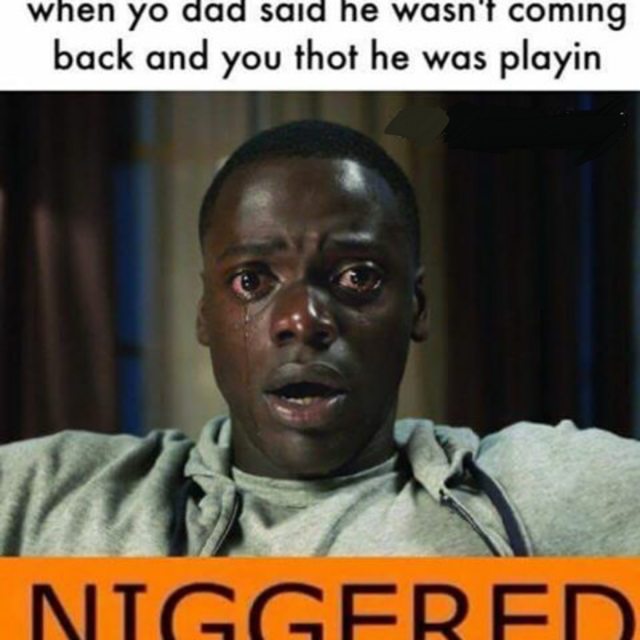 when yo dad said he wasn't coming
back and you thot he was playin
NIGGERED